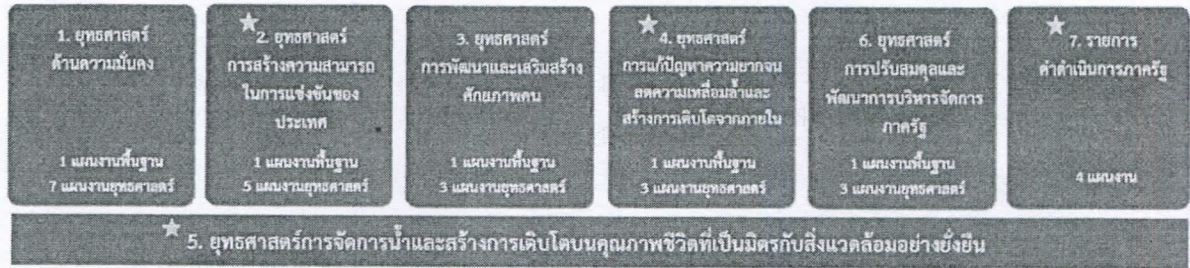 1. ยุทธศาสตร์
ด้านความมั่นคง
1 แผนงานพื้นฐาน
7 แผนงานยุทธศาสตร์
2. ยุทธศาสตร์
การสร้างความสามารถ
ในการแข่งขันของ
ประเทศ
1 แผนงานพื้นฐาน
5 แผนงานยุทธศาสตร์
3. ยุทธศาสตร์
การพัฒนาและเสริมสร้าง
ศักยภาพคน
1 แผนงานพื้นฐาน
3 แผนงานยุทธศาสตร์
4. ยุทธศาสตร์
การแก้ปัญหาความยากจน
ลดความเหลื่อมล้ำและ
สร้างการเติบโตจากภายใน
1 แผนงานพื้นฐาน
3 แผนงานยุทธศาสตร์
6. ยุทธศาสตร์
การปรับสมดุลและ
พัฒนาการบริหารจัดการ
ภาครัฐ
1 แผนงานพื้นฐาน
3 แผนงานยุทธศาสตร์
7. รายการ
ค่าดำเนินการภาครัฐ
4 แผนงาน
5. ยุทธศาสตร์การจัดการน้ำและสร้างการเติบโตบนคุณภาพชีวิตที่เป็นมิตรกับสิ่งแวดล้อมอย่างยั่งยืน